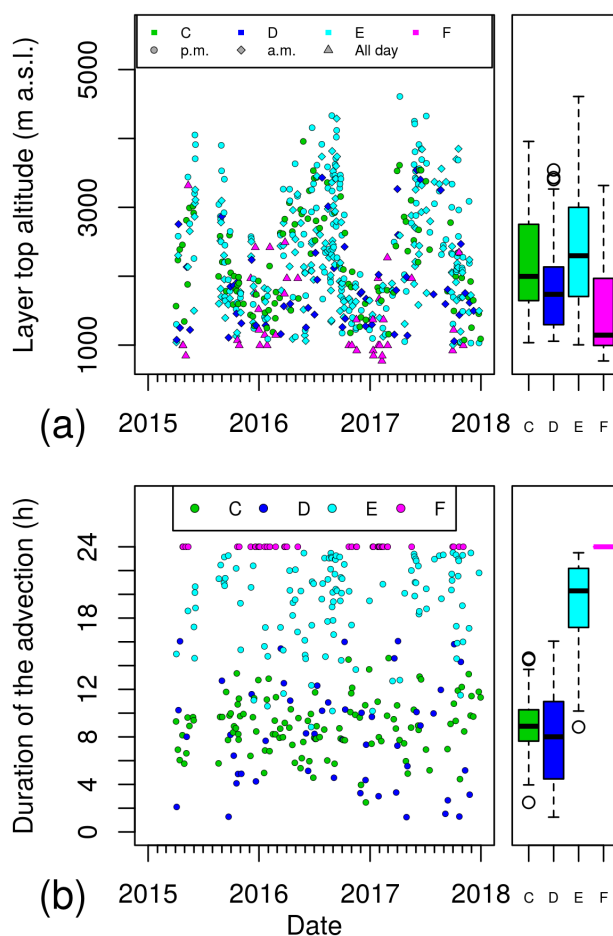 C D E F
p.m. a.m. All day
Layer top altitude (m a.s.l.)
5000
3000
1000
(a)
2015 2016 2017 2018
C D E F
C D E F
Duration of the advection (h)
24
18
12
8
4
0
(b)
2015 2016 2017 2018
C D E F
Date